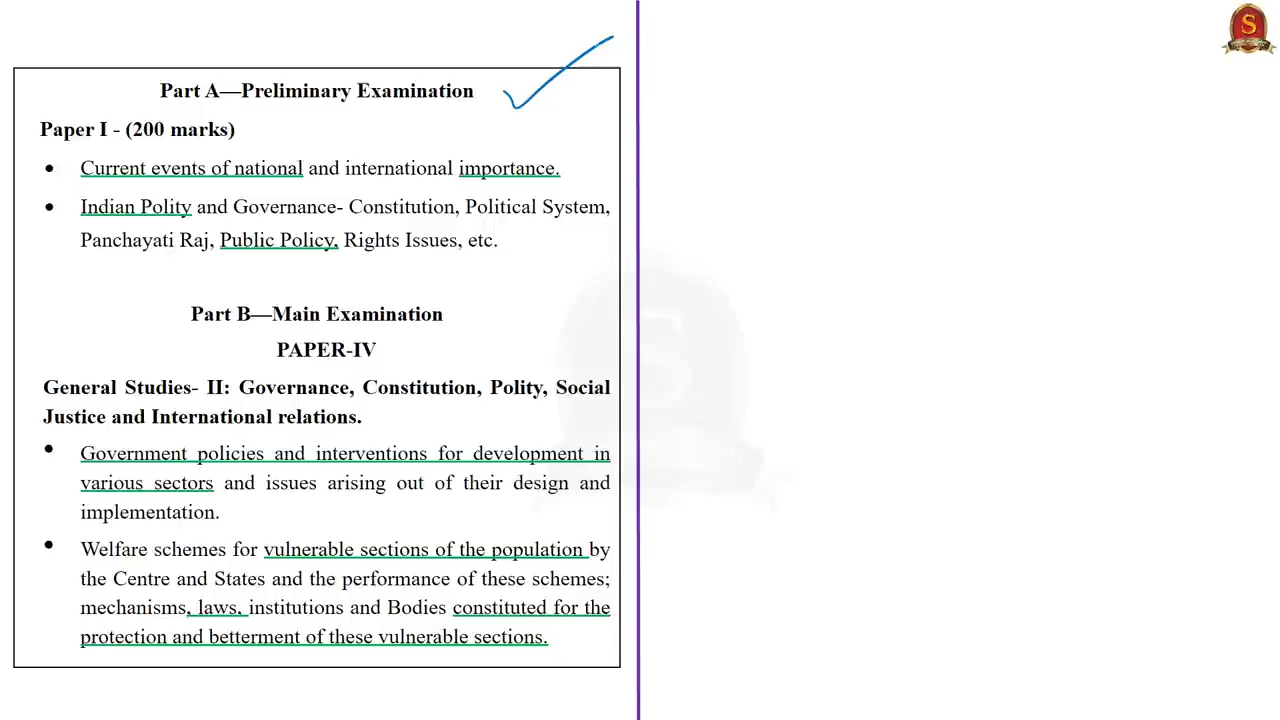 Part A—Preliminary Examination
Paper I - (200 marks)
• Current events of national and international importance.
• Indian Polity and Governance- Constitution, Political System,
Panchayati Raj, Public Policy, Rights Issues, etc.
Part B—Main Examination
PAPER-IV
General Studies- II: Governance, Constitution, Polity, Social
Justice and International relations.
• Government policies and interventions for development in
various sectors and issues arising out of their design and
implementation.
• Welfare schemes for vulnerable sections of the population by
the Centre and States and the performance of these schemes;
mechanisms, laws, institutions and Bodies constituted for the
protection and betterment of these vulnerable sections.
S